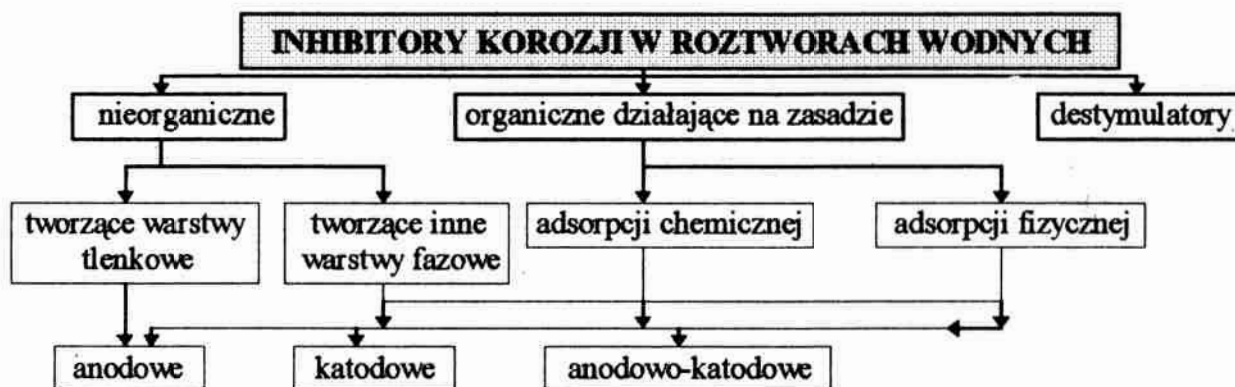 INHIBITORY KOROZJI W ROZTWORACH WODNYCH
nieorganiczne
organiczne działające na zasadzie
destymulatory
tworzące warstwy
tlenkowe
tworzące inne
warstwy fazowe
adsorpcji chemicznej
adsorpcji fizycznej
anodowe
katodowe
anodowo-katodowe